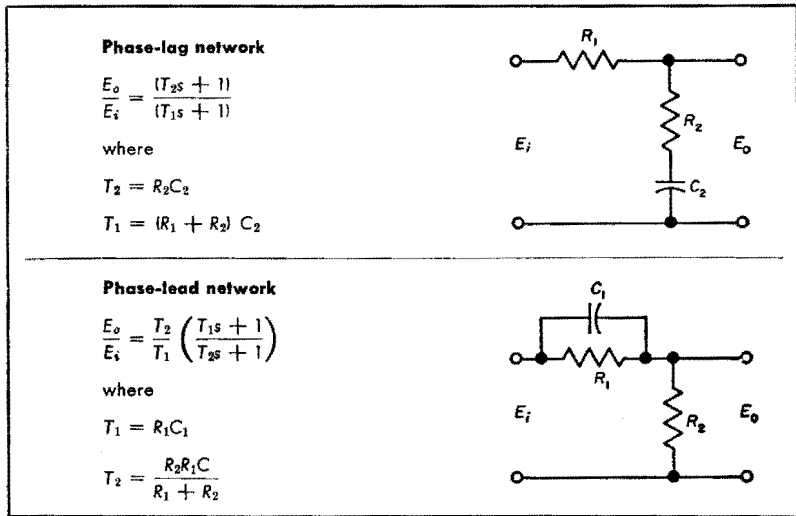 Phase-lag network
E_o/E_i = (T_2s + 1)/(T_1s + 1)
where
T_2 = R_2C_2
T_1 = (R_1 + R_2) C_2
R_1
R_2
E_i
E_o
C_2
Phase-lead network
E_o/E_i = T_2/T_1 (T_1s + 1/T_2s + 1)
where
T_1 = R_1C_1
T_2 = R_2R_1C/R_1 + R_2
C_1
R_1
E_i
R_2
E_o